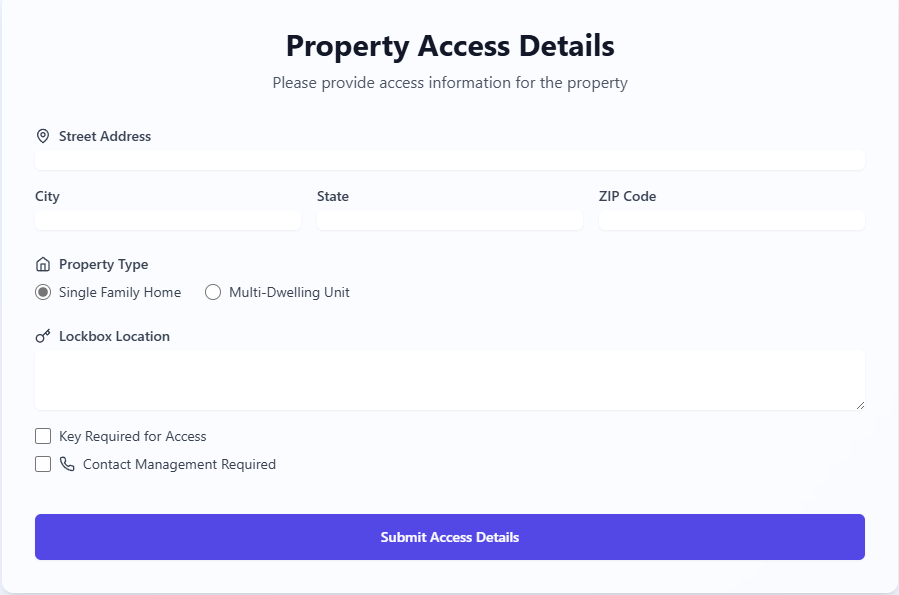 Property Access Details
Please provide access information for the property
Street Address
City State ZIP Code
Property Type
Single Family Home Multi-Dwelling Unit
Lockbox Location
Key Required for Access
Contact Management Required
Submit Access Details